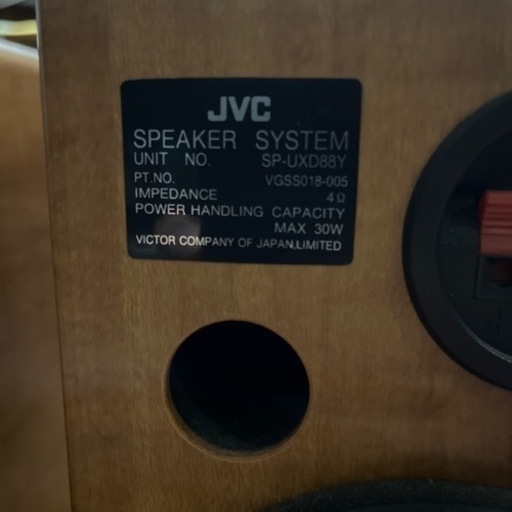 JVC
SPEAKER SYSTEM
UNIT NO. SP-UXD88Y
PT.NO. VGSS018-005
IMPEDANCE 4Ω
POWER HANDLING CAPACITY
MAX 30W
VICTOR COMPANY OF JAPAN,LIMITED
+